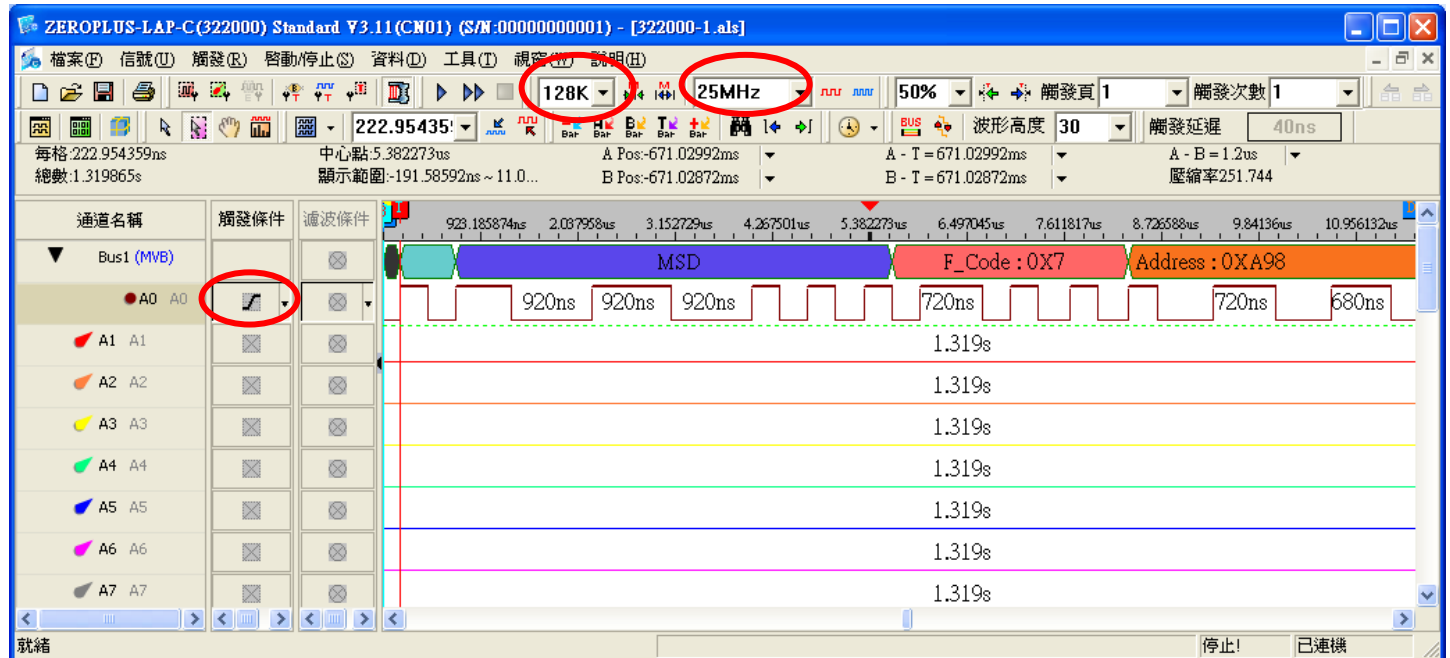 ZEROPLUS-LAP-C(322000) Standard V3.11(CN01) (S/N:00000000001) - [322000-1.als]
檔案(F) 信號(U) 觸發(R) 啓動/停止(S) 資料(D) 工具(T) 視窗(W) 說明(H)
128K 25MHz 50% 觸發頁 1 觸發次數 1
222.95435 Bar Bar Bar Bar Bar BUS 波形高度 30 觸發延遲 40ns
每格:222.954359ns 中心點:5.382273us A Pos:-671.02992ms A - T = 671.02992ms A - B = 1.2us
總數:1.319865s 顯示範圍:-191.58592ns ~ 11.0... B Pos:-671.02872ms B - T = 671.02872ms 壓縮率251.744
通道名稱 觸發條件 濾波條件 923.185874ns 2.037958us 3.152729us 4.267501us 5.382273us 6.497045us 7.611817us 8.726588us 9.84136us 10.956132us
Bus1 (MVB) MSD F_Code : 0X7 Address : 0XA98
A0 A0 920ns 920ns 920ns 720ns 720ns 680ns
A1 A1 1.319s
A2 A2 1.319s
A3 A3 1.319s
A4 A4 1.319s
A5 A5 1.319s
A6 A6 1.319s
A7 A7 1.319s
就緒 停止! 已連機